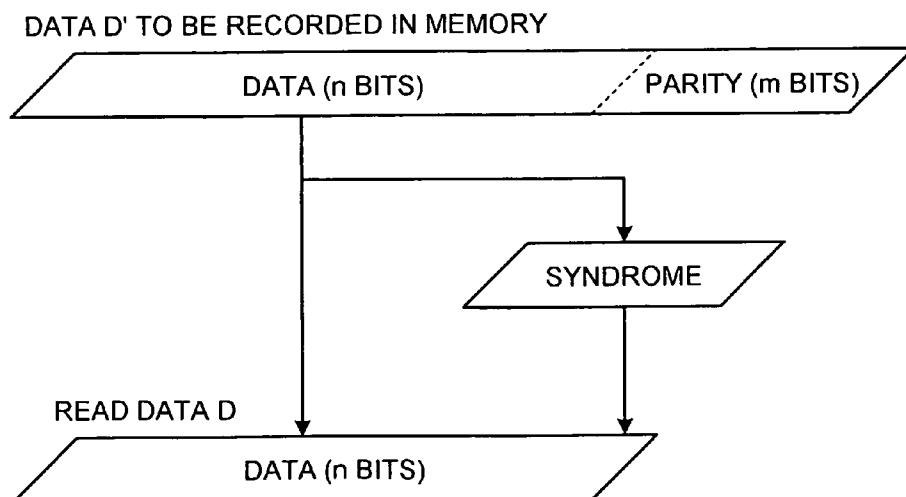 DATA D' TO BE RECORDED IN MEMORY
DATA (n BITS) PARITY (m BITS)
SYNDROME
READ DATA D
DATA (n BITS)